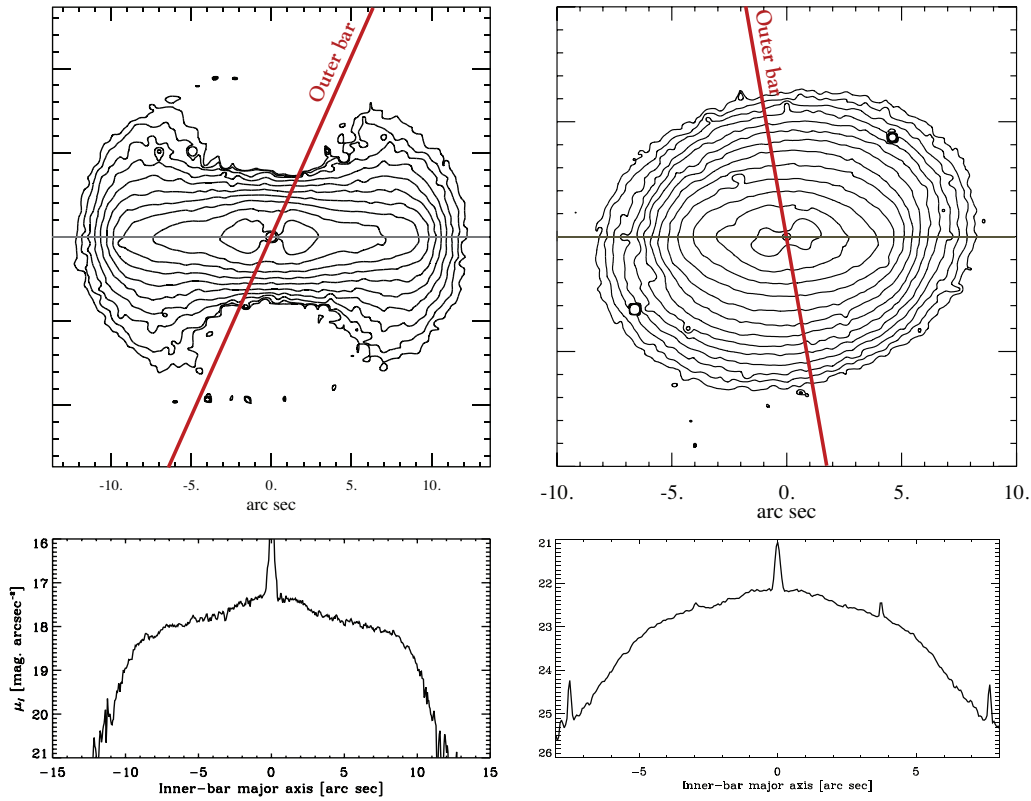 Outer bar
Outer bar
-10. -5. 0. 5. 10.
arc sec
-10. -5. 0. 5. 10.
arc sec
16
17
18
19
20
21
μI [mag. arcsec⁻²]
-15 -10 -5 0 5 10 15
Inner-bar major axis [arc sec]
21
22
23
24
25
26
-5 0 5
Inner-bar major axis [arc sec]